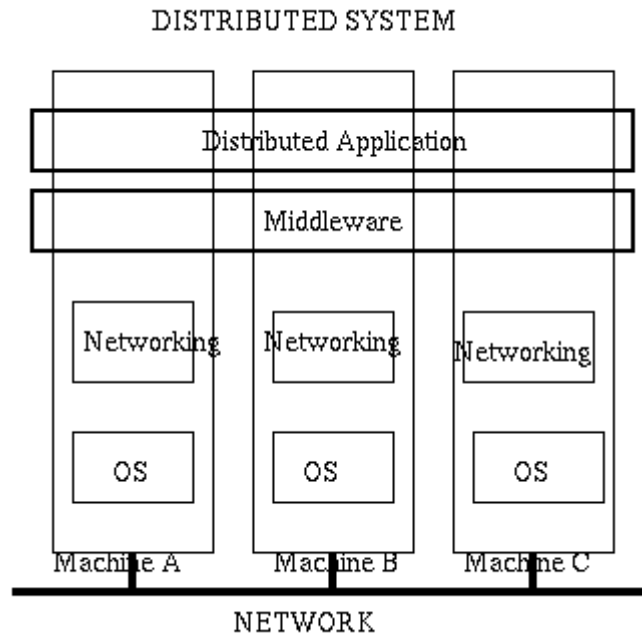 DISTRIBUTED SYSTEM
Distributed Application
Middleware
Networking Networking Networking
OS OS OS
Machine A Machine B Machine C
NETWORK